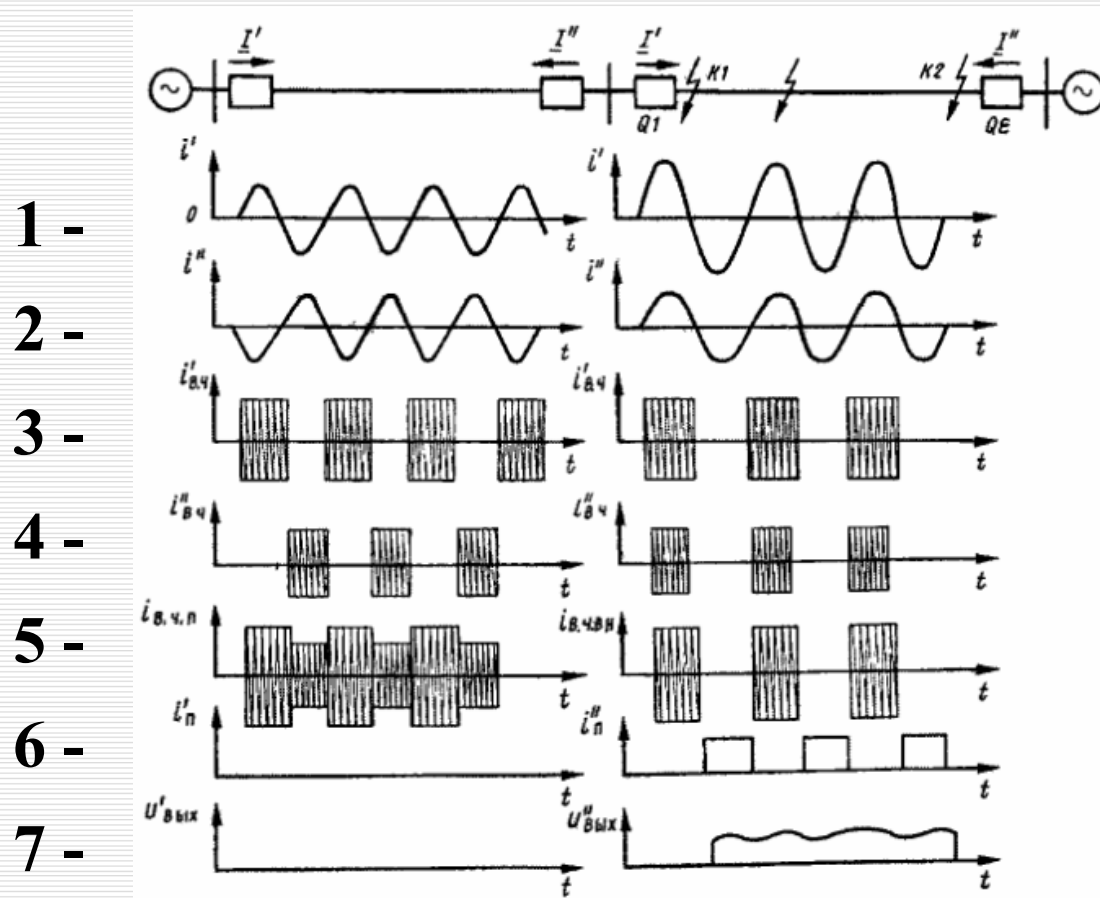 I' I" I' I"
K1 K2
Q1 QE
i' i'
1 - 0 t t
i" i"
2 - t t
i'в.ч i'в.ч
3 - t t
i"в ч i"в ч
4 - t t
iв.ч.п iв.ч.вн
5 - t t
i'п i"п
6 - t t
U'вых U"вых
7 - t t